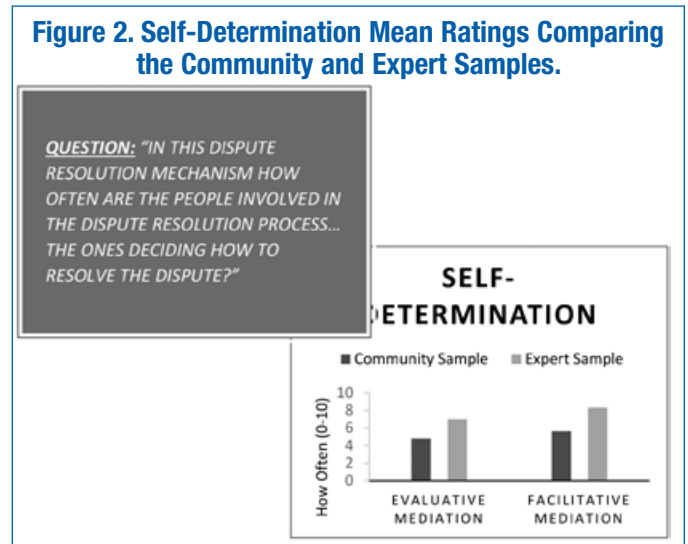 Figure 2. Self-Determination Mean Ratings Comparing
the Community and Expert Samples.
QUESTION: “IN THIS DISPUTE
RESOLUTION MECHANISM HOW
OFTEN ARE THE PEOPLE INVOLVED IN
THE DISPUTE RESOLUTION PROCESS...
THE ONES DECIDING HOW TO
RESOLVE THE DISPUTE?”
SELF-
DETERMINATION
Community Sample Expert Sample
How Often (0-10)
10
8
6
4
2
0
EVALUATIVE FACILITATIVE
MEDIATION MEDIATION